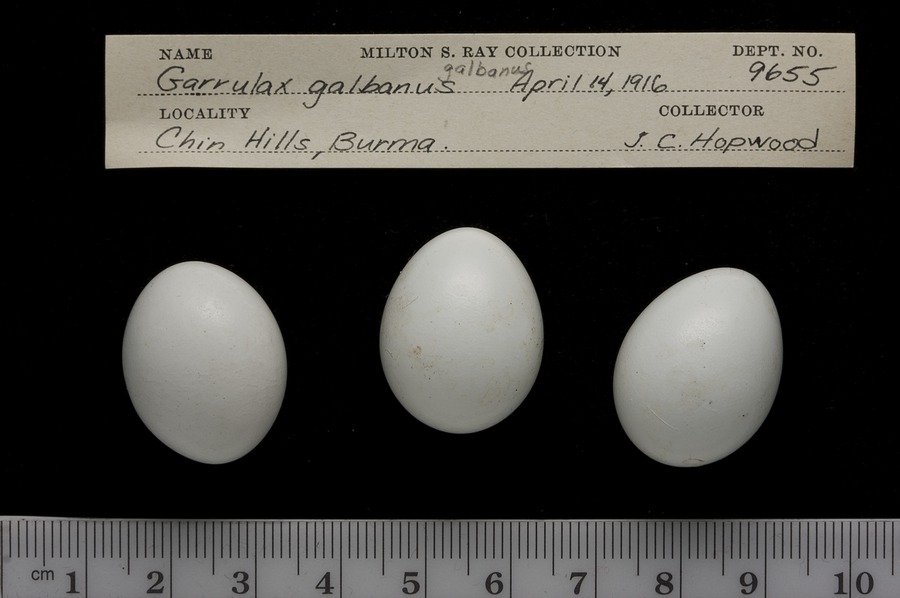 NAME MILTON S. RAY COLLECTION DEPT. NO.
galbanus
Garrulax galbanus April 14, 1916 9655
LOCALITY COLLECTOR
Chin Hills, Burma. J. C. Hopwood
cm 1 2 3 4 5 6 7 8 9 10